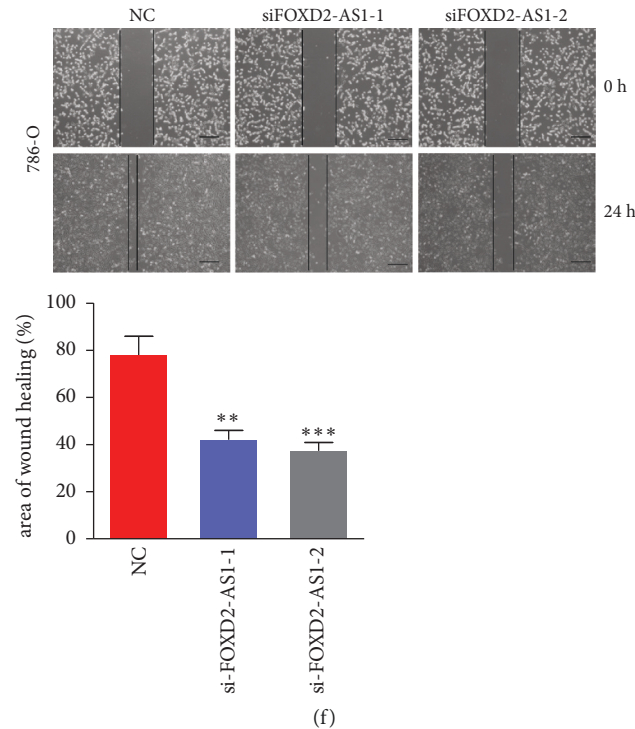 NC siFOXD2-AS1-1 siFOXD2-AS1-2
0 h
786-O
24 h
area of wound healing (%)
100
80
60
40
20
0
**
***
NC
si-FOXD2-AS1-1
si-FOXD2-AS1-2
(f)